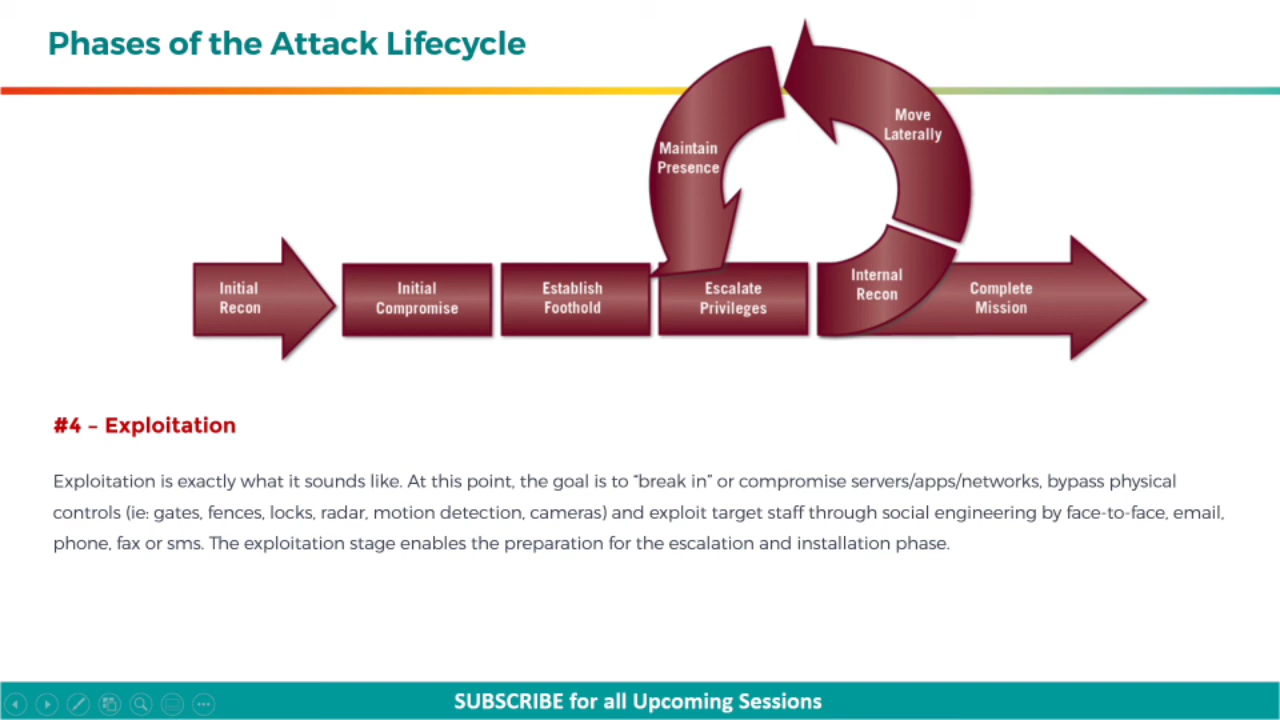 Phases of the Attack Lifecycle
Move
Laterally
Maintain
Presence
Initial
Recon
Initial
Compromise
Establish
Foothold
Escalate
Privileges
Internal
Recon
Complete
Mission
#4 – Exploitation
Exploitation is exactly what it sounds like. At this point, the goal is to “break in” or compromise servers/apps/networks, bypass physical
controls (ie: gates, fences, locks, radar, motion detection, cameras) and exploit target staff through social engineering by face-to-face, email,
phone, fax or sms. The exploitation stage enables the preparation for the escalation and installation phase.
SUBSCRIBE for all Upcoming Sessions